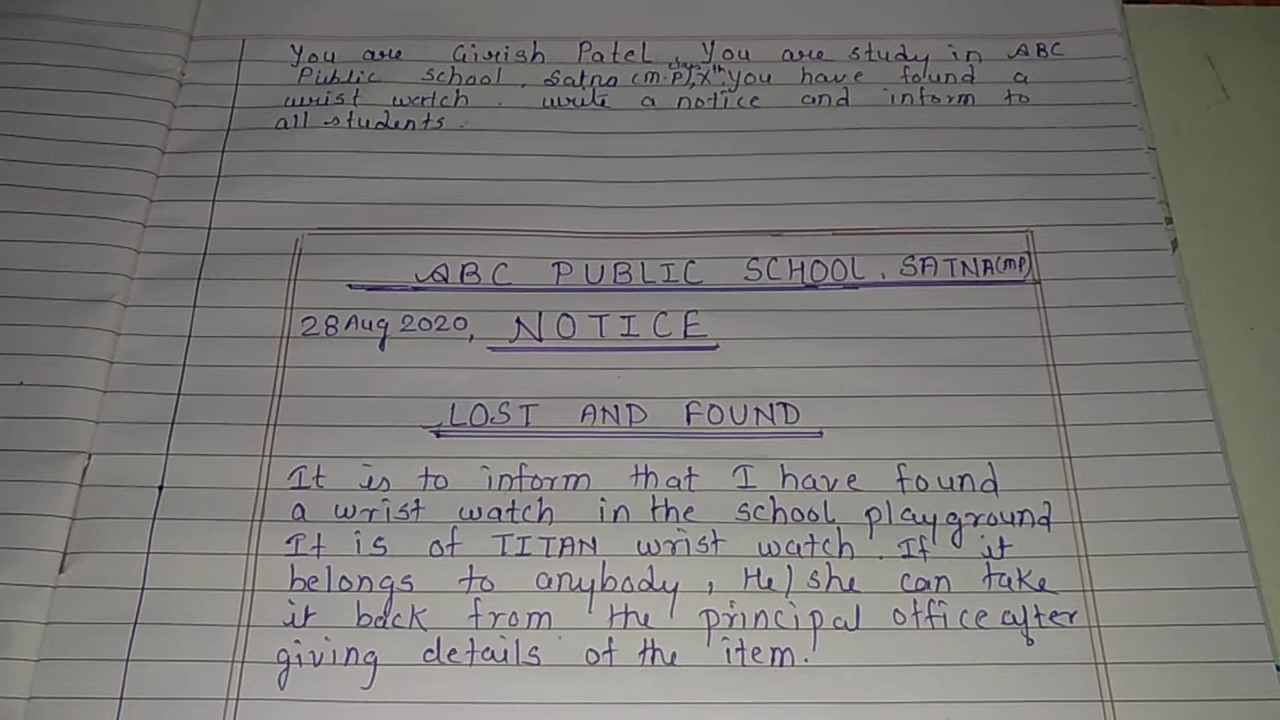 You are Girish Patel, You are study in ABC
Public school, Satna (M.P), Xth class You have found a
wrist watch. write a notice and inform to
all students.
ABC PUBLIC SCHOOL, SATNA(MP)
28 Aug 2020, NOTICE
LOST AND FOUND
It is to inform that I have found
a wrist watch in the school playground
It is of TITAN wrist watch. If it
belongs to anybody, He/she can take
it back from the principal office after
giving details of the item.